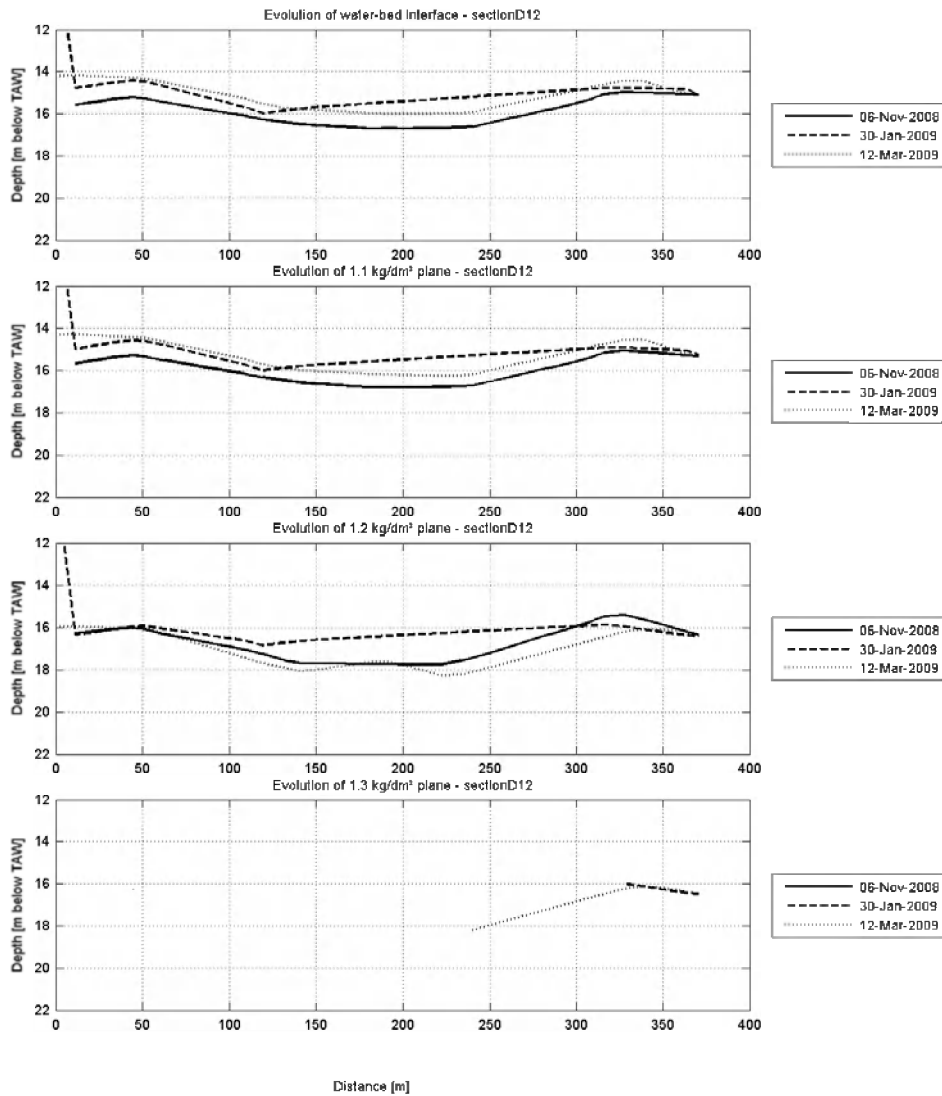 Evolution of water-bed interface - sectionD12
Depth [m below TAW]
12
14
16
18
20
22
0 50 100 150 200 250 300 350 400
06-Nov-2008
30-Jan-2009
12-Mar-2009
Evolution of 1.1 kg/dm³ plane - sectionD12
Depth [m below TAW]
12
14
16
18
20
22
0 50 100 150 200 250 300 350 400
06-Nov-2008
30-Jan-2009
12-Mar-2009
Evolution of 1.2 kg/dm³ plane - sectionD12
Depth [m below TAW]
12
14
16
18
20
22
0 50 100 150 200 250 300 350 400
06-Nov-2008
30-Jan-2009
12-Mar-2009
Evolution of 1.3 kg/dm³ plane - sectionD12
Depth [m below TAW]
12
14
16
18
20
22
0 50 100 150 200 250 300 350 400
06-Nov-2008
30-Jan-2009
12-Mar-2009
Distance [m]